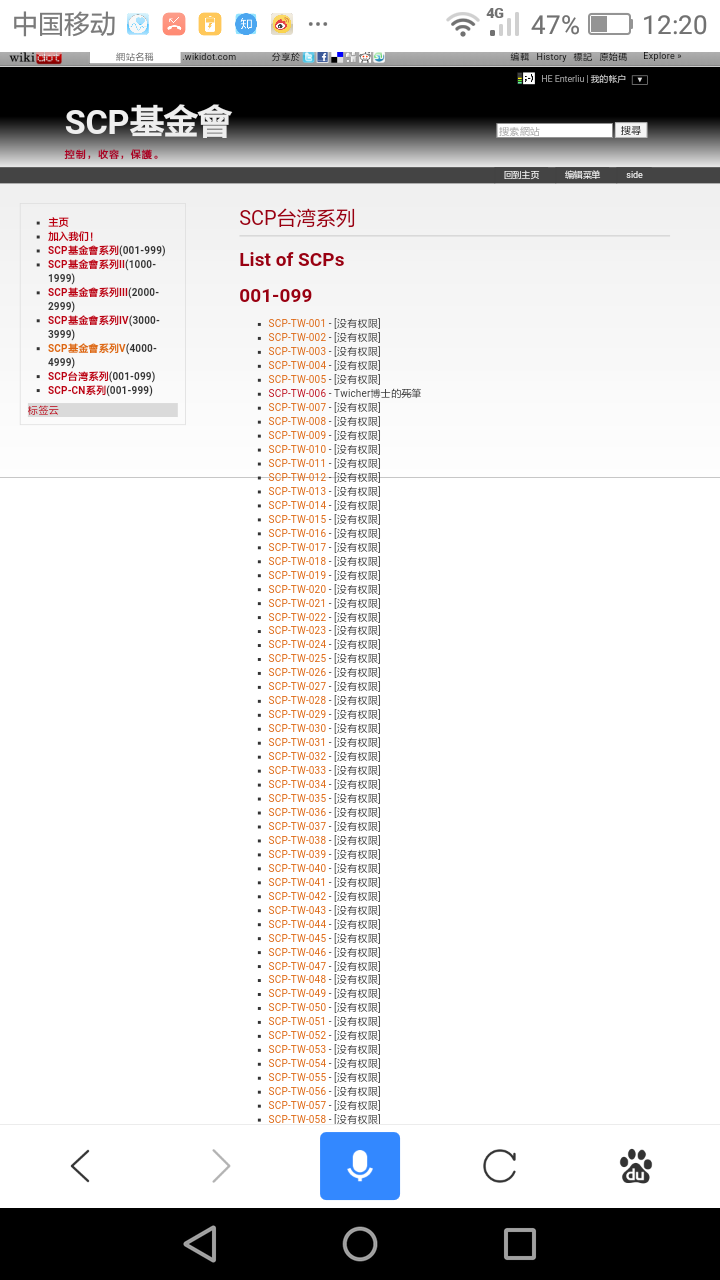 中国移动 知 ··· 4G 47% 12:20
wikidot 網站名稱 .wikidot.com 分享於 編輯 History 標記 原始碼 Explore »
HE Enterliu | 我的帐户 ▼
SCP基金會
控制，收容，保護。
搜索網站 搜尋
回到主页 编輯菜单 side
主页
加入我们！
SCP基金會系列(001-999)
SCP基金會系列II(1000-
1999)
SCP基金會系列III(2000-
2999)
SCP基金會系列IV(3000-
3999)
SCP基金會系列V(4000-
4999)
SCP台湾系列(001-099)
SCP-CN系列(001-999)
标签云
SCP台湾系列
List of SCPs
001-099
SCP-TW-001 - [没有权限]
SCP-TW-002 - [没有权限]
SCP-TW-003 - [没有权限]
SCP-TW-004 - [没有权限]
SCP-TW-005 - [没有权限]
SCP-TW-006 - Twicher博士的死筆
SCP-TW-007 - [没有权限]
SCP-TW-008 - [没有权限]
SCP-TW-009 - [没有权限]
SCP-TW-010 - [没有权限]
SCP-TW-011 - [没有权限]
SCP-TW-012 - [没有权限]
SCP-TW-013 - [没有权限]
SCP-TW-014 - [没有权限]
SCP-TW-015 - [没有权限]
SCP-TW-016 - [没有权限]
SCP-TW-017 - [没有权限]
SCP-TW-018 - [没有权限]
SCP-TW-019 - [没有权限]
SCP-TW-020 - [没有权限]
SCP-TW-021 - [没有权限]
SCP-TW-022 - [没有权限]
SCP-TW-023 - [没有权限]
SCP-TW-024 - [没有权限]
SCP-TW-025 - [没有权限]
SCP-TW-026 - [没有权限]
SCP-TW-027 - [没有权限]
SCP-TW-028 - [没有权限]
SCP-TW-029 - [没有权限]
SCP-TW-030 - [没有权限]
SCP-TW-031 - [没有权限]
SCP-TW-032 - [没有权限]
SCP-TW-033 - [没有权限]
SCP-TW-034 - [没有权限]
SCP-TW-035 - [没有权限]
SCP-TW-036 - [没有权限]
SCP-TW-037 - [没有权限]
SCP-TW-038 - [没有权限]
SCP-TW-039 - [没有权限]
SCP-TW-040 - [没有权限]
SCP-TW-041 - [没有权限]
SCP-TW-042 - [没有权限]
SCP-TW-043 - [没有权限]
SCP-TW-044 - [没有权限]
SCP-TW-045 - [没有权限]
SCP-TW-046 - [没有权限]
SCP-TW-047 - [没有权限]
SCP-TW-048 - [没有权限]
SCP-TW-049 - [没有权限]
SCP-TW-050 - [没有权限]
SCP-TW-051 - [没有权限]
SCP-TW-052 - [没有权限]
SCP-TW-053 - [没有权限]
SCP-TW-054 - [没有权限]
SCP-TW-055 - [没有权限]
SCP-TW-056 - [没有权限]
SCP-TW-057 - [没有权限]
SCP-TW-058 - [没有权限]
du